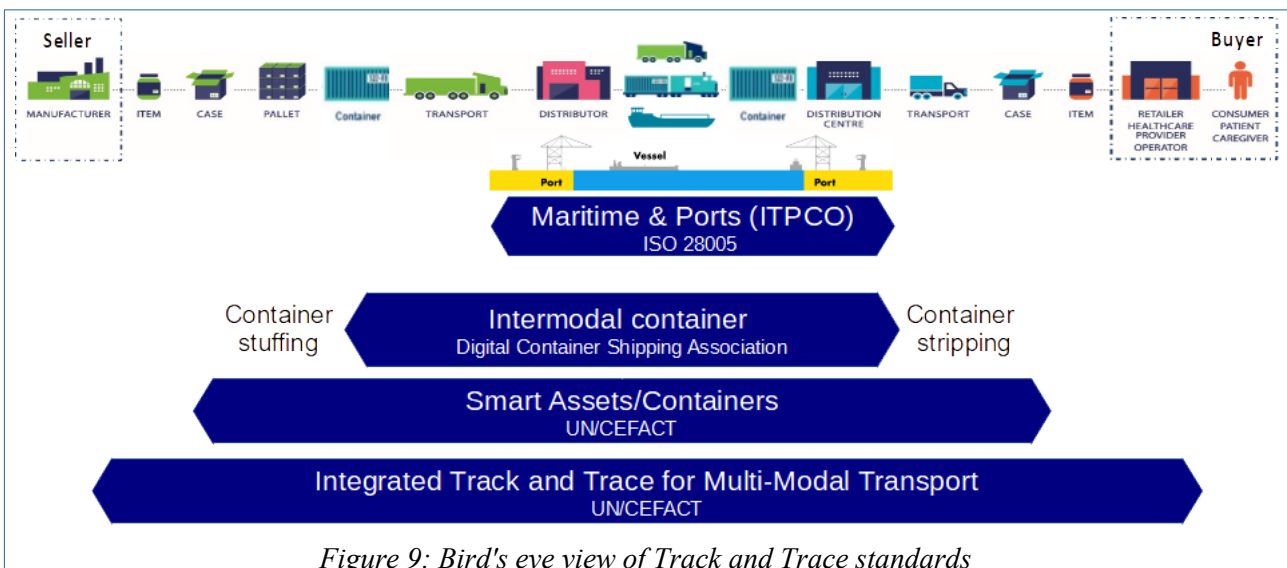 Seller
Buyer
MANUFACTURER
ITEM
CASE
PALLET
Container
TRANSPORT
DISTRIBUTOR
Container
DISTRIBUTION
CENTRE
TRANSPORT
CASE
ITEM
RETAILER
HEALTHCARE
PROVIDER
OPERATOR
CONSUMER
PATIENT
CAREGIVER
Vessel
Port
Port
Maritime & Ports (ITPCO)
ISO 28005
Container
stuffing
Intermodal container
Digital Container Shipping Association
Container
stripping
Smart Assets/Containers
UN/CEFACT
Integrated Track and Trace for Multi-Modal Transport
UN/CEFACT
Figure 9: Bird's eye view of Track and Trace standards